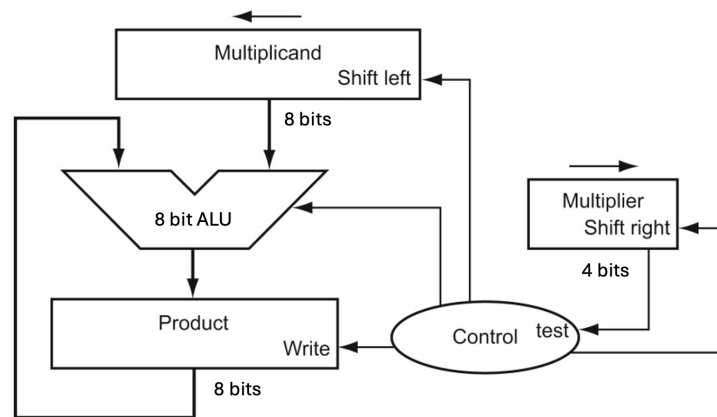 Multiplicand
Shift left
8 bits
8 bit ALU
Multiplier
Shift right
4 bits
Product
Write
Control
test
8 bits